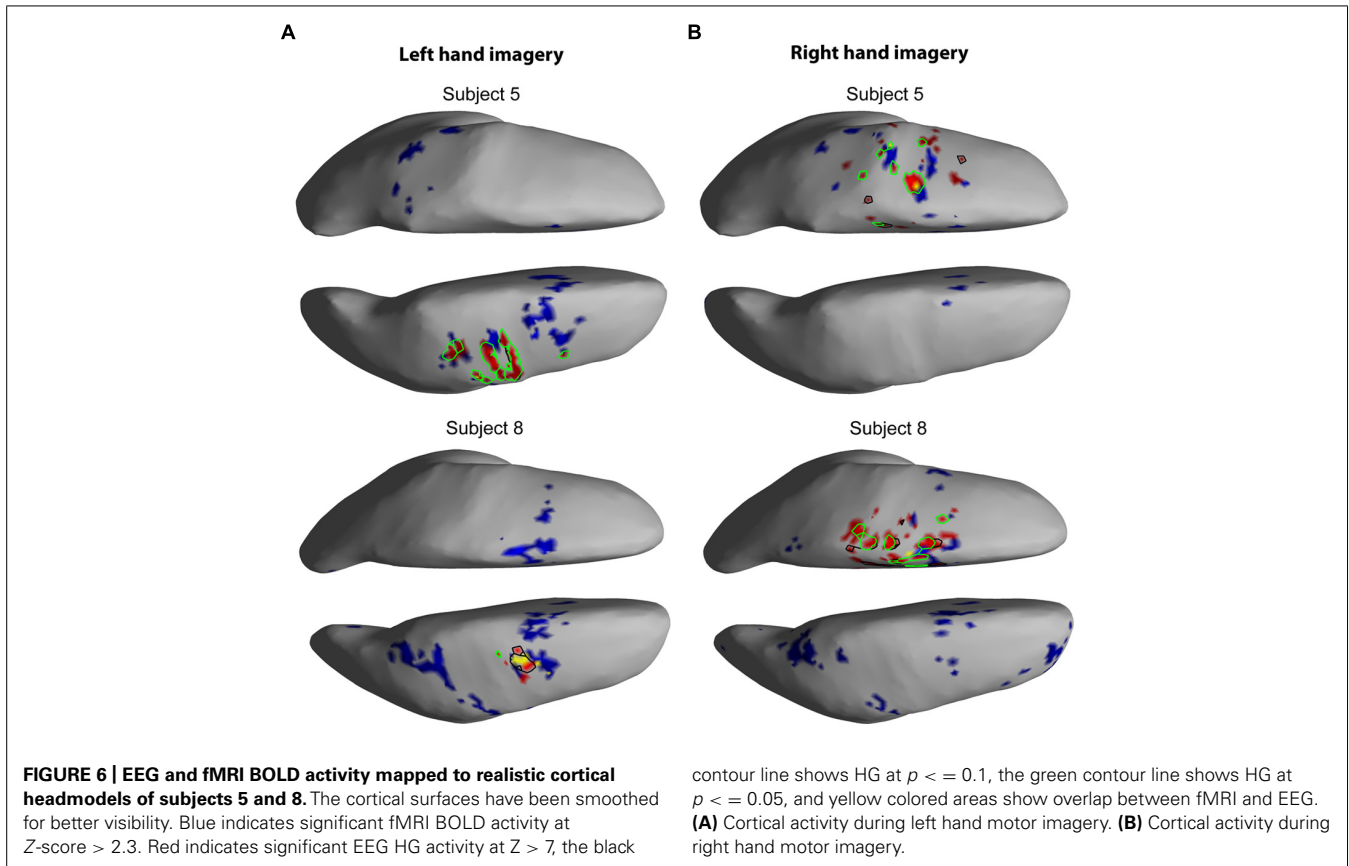 A
B
Left hand imagery
Right hand imagery
Subject 5
Subject 5
Subject 8
Subject 8
FIGURE 6 | EEG and fMRI BOLD activity mapped to realistic cortical
headmodels of subjects 5 and 8. The cortical surfaces have been smoothed
for better visibility. Blue indicates significant fMRI BOLD activity at
Z-score > 2.3. Red indicates significant EEG HG activity at Z > 7, the black
contour line shows HG at p < = 0.1, the green contour line shows HG at
p < = 0.05, and yellow colored areas show overlap between fMRI and EEG.
(A) Cortical activity during left hand motor imagery. (B) Cortical activity during
right hand motor imagery.